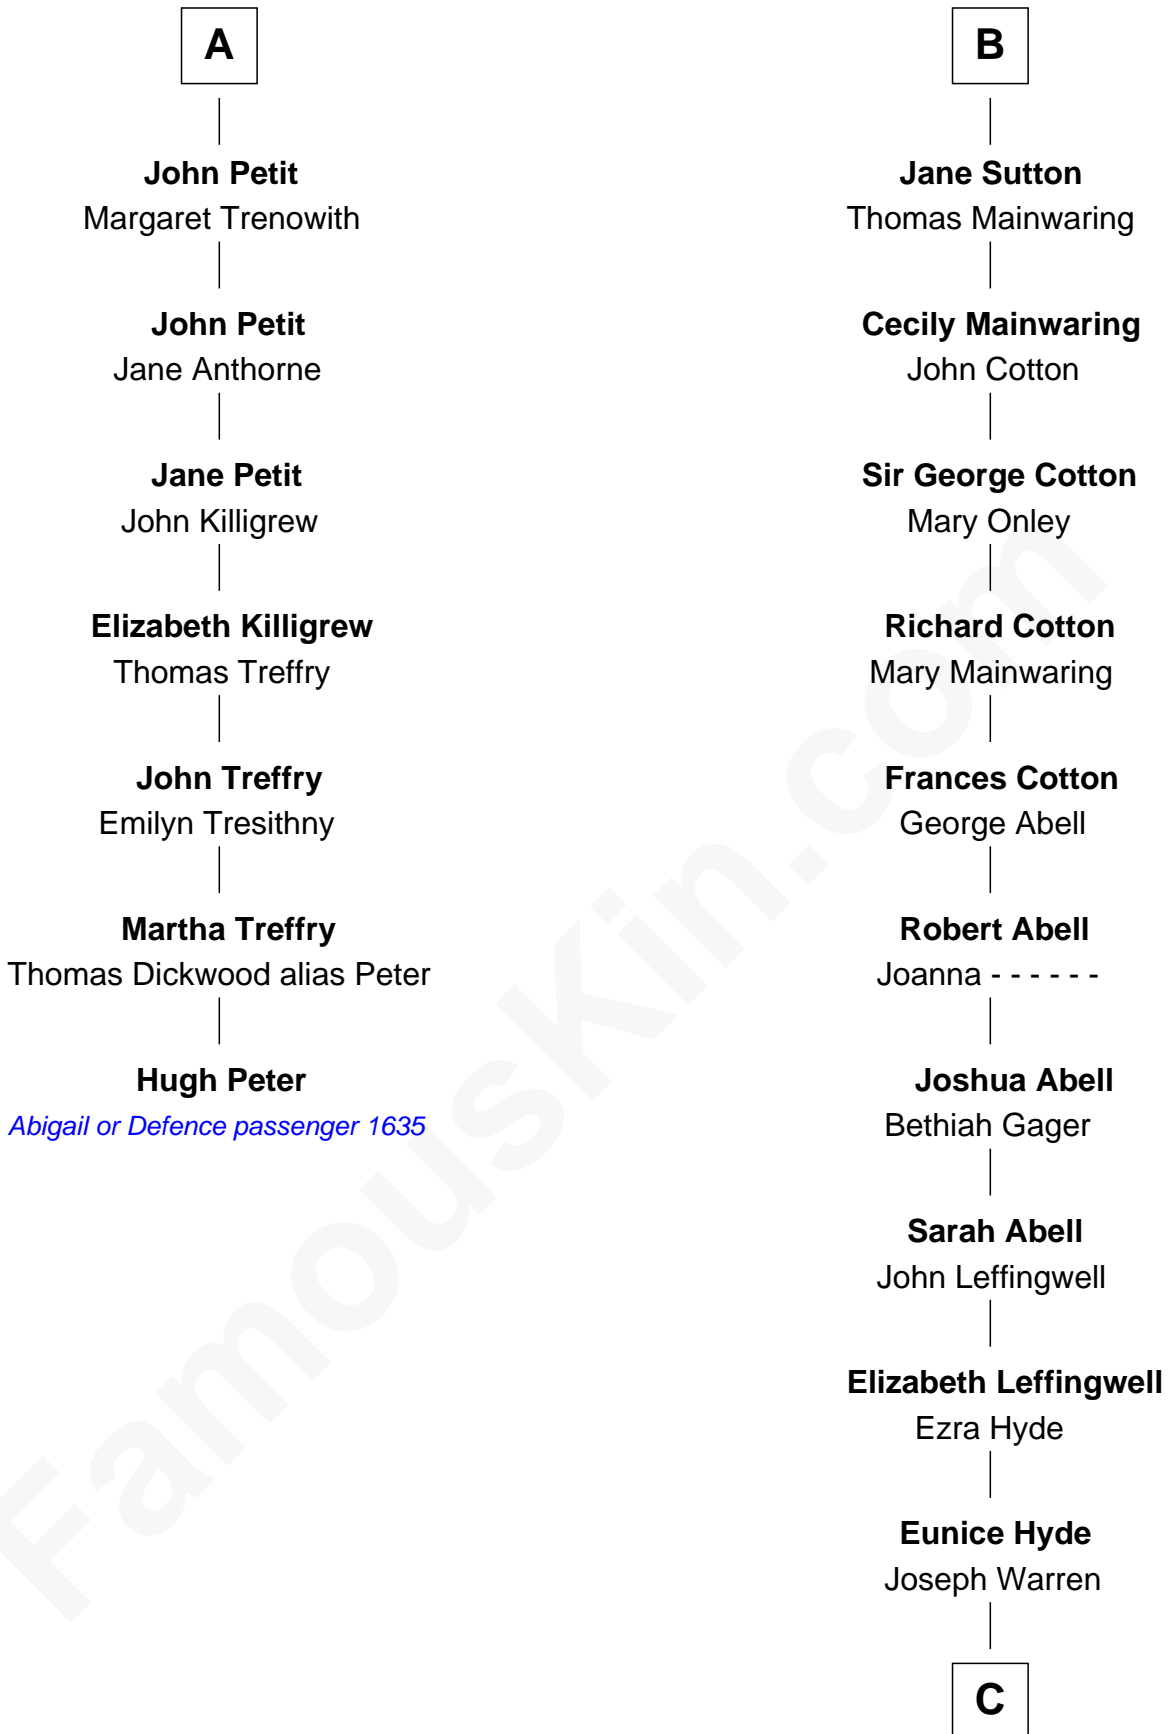 A
John Petit
Margaret Trenowith
John Petit
Jane Anthorne
Jane Petit
John Killigrew
Elizabeth Killigrew
Thomas Treffry
John Treffry
Emilyn Tresithny
Martha Treffry
Thomas Dickwood alias Peter
Hugh Peter
Abigail or Defence passenger 1635
B
Jane Sutton
Thomas Mainwaring
Cecily Mainwaring
John Cotton
Sir George Cotton
Mary Onley
Richard Cotton
Mary Mainwaring
Frances Cotton
George Abell
Robert Abell
Joanna - - - - - -
Joshua Abell
Bethiah Gager
Sarah Abell
John Leffingwell
Elizabeth Leffingwell
Ezra Hyde
Eunice Hyde
Joseph Warren
C
FamousKin.com